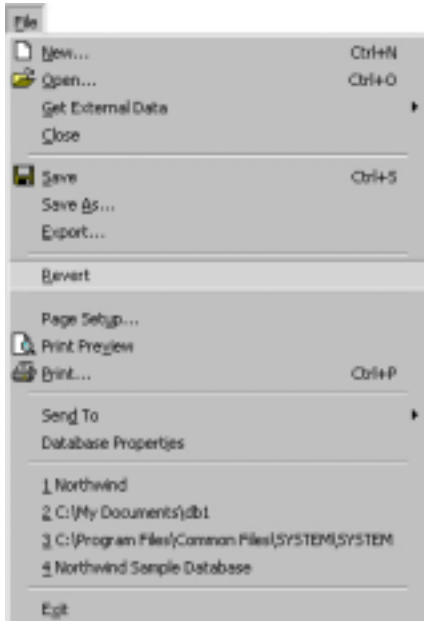 File
New... Ctrl+N
Open... Ctrl+O
Get External Data
Close
Save Ctrl+S
Save As...
Export...
Revert
Page Setup...
Print Preview
Print... Ctrl+P
Send To
Database Properties
1 Northwind
2 C:\My Documents\db1
3 C:\Program Files\Common Files\SYSTEM\SYSTEM
4 Northwind Sample Database
Exit